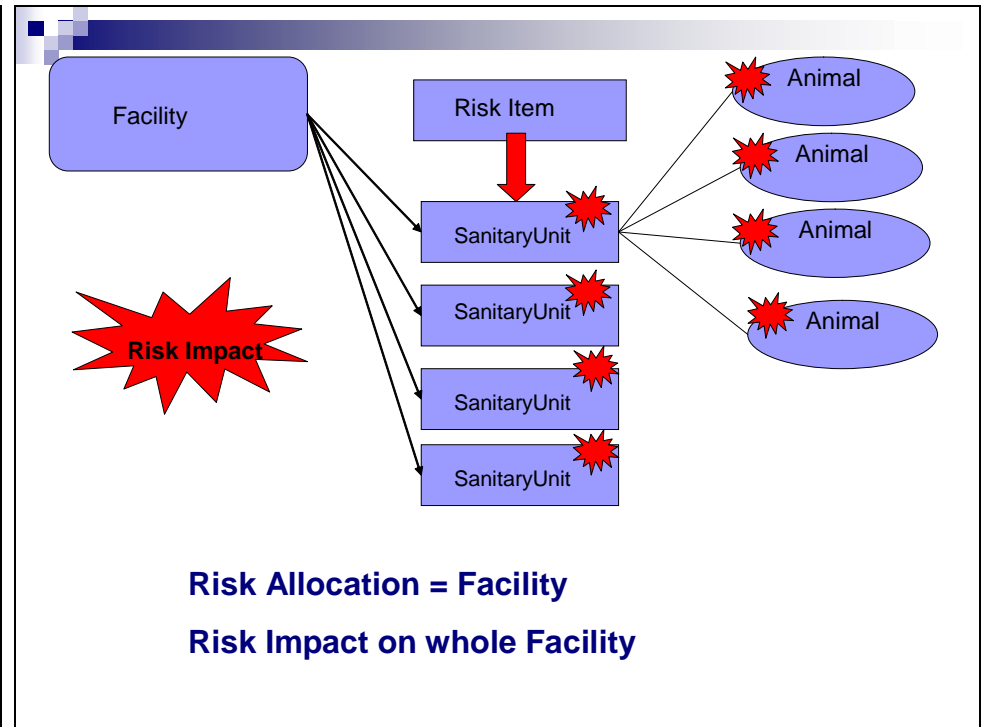 Facility
Risk Item
Animal
Animal
Animal
Animal
SanitaryUnit
SanitaryUnit
SanitaryUnit
SanitaryUnit
Risk Impact
Risk Allocation = Facility
Risk Impact on whole Facility